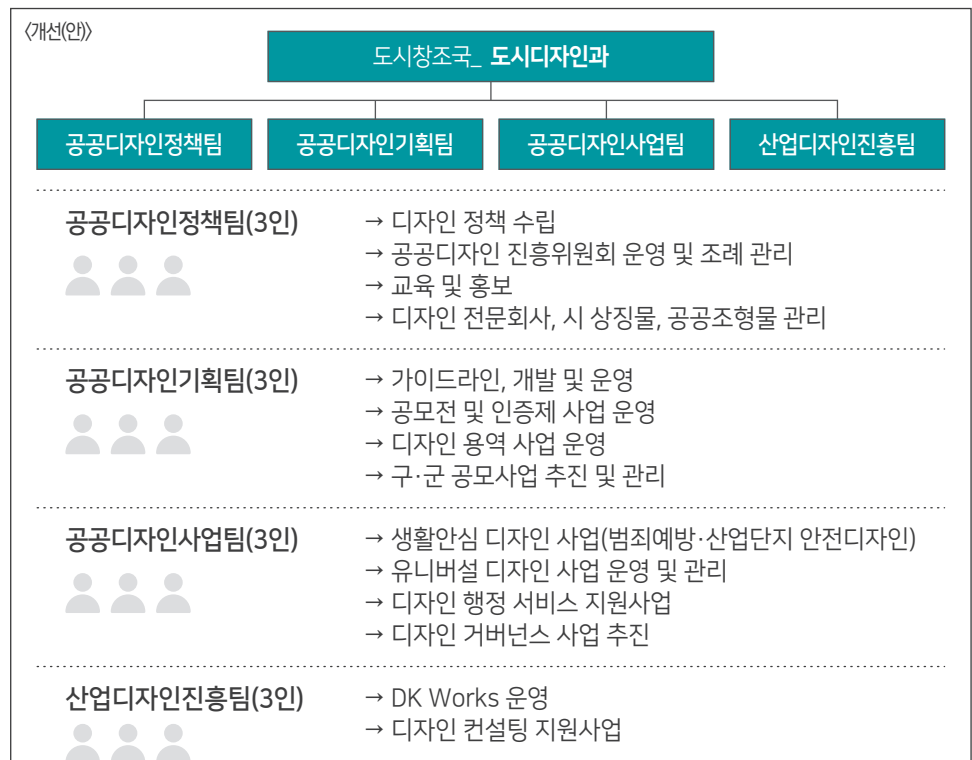 〈개선(안)〉
도시창조국_ 도시디자인과
공공디자인정책팀 공공디자인기획팀 공공디자인사업팀 산업디자인진흥팀
공공디자인정책팀(3인) → 디자인 정책 수립
→ 공공디자인 진흥위원회 운영 및 조례 관리
→ 교육 및 홍보
→ 디자인 전문회사, 시 상징물, 공공조형물 관리
공공디자인기획팀(3인) → 가이드라인, 개발 및 운영
→ 공모전 및 인증제 사업 운영
→ 디자인 용역 사업 운영
→ 구·군 공모사업 추진 및 관리
공공디자인사업팀(3인) → 생활안심 디자인 사업(범죄예방·산업단지 안전디자인)
→ 유니버설 디자인 사업 운영 및 관리
→ 디자인 행정 서비스 지원사업
→ 디자인 거버넌스 사업 추진
산업디자인진흥팀(3인) → DK Works 운영
→ 디자인 컨설팅 지원사업